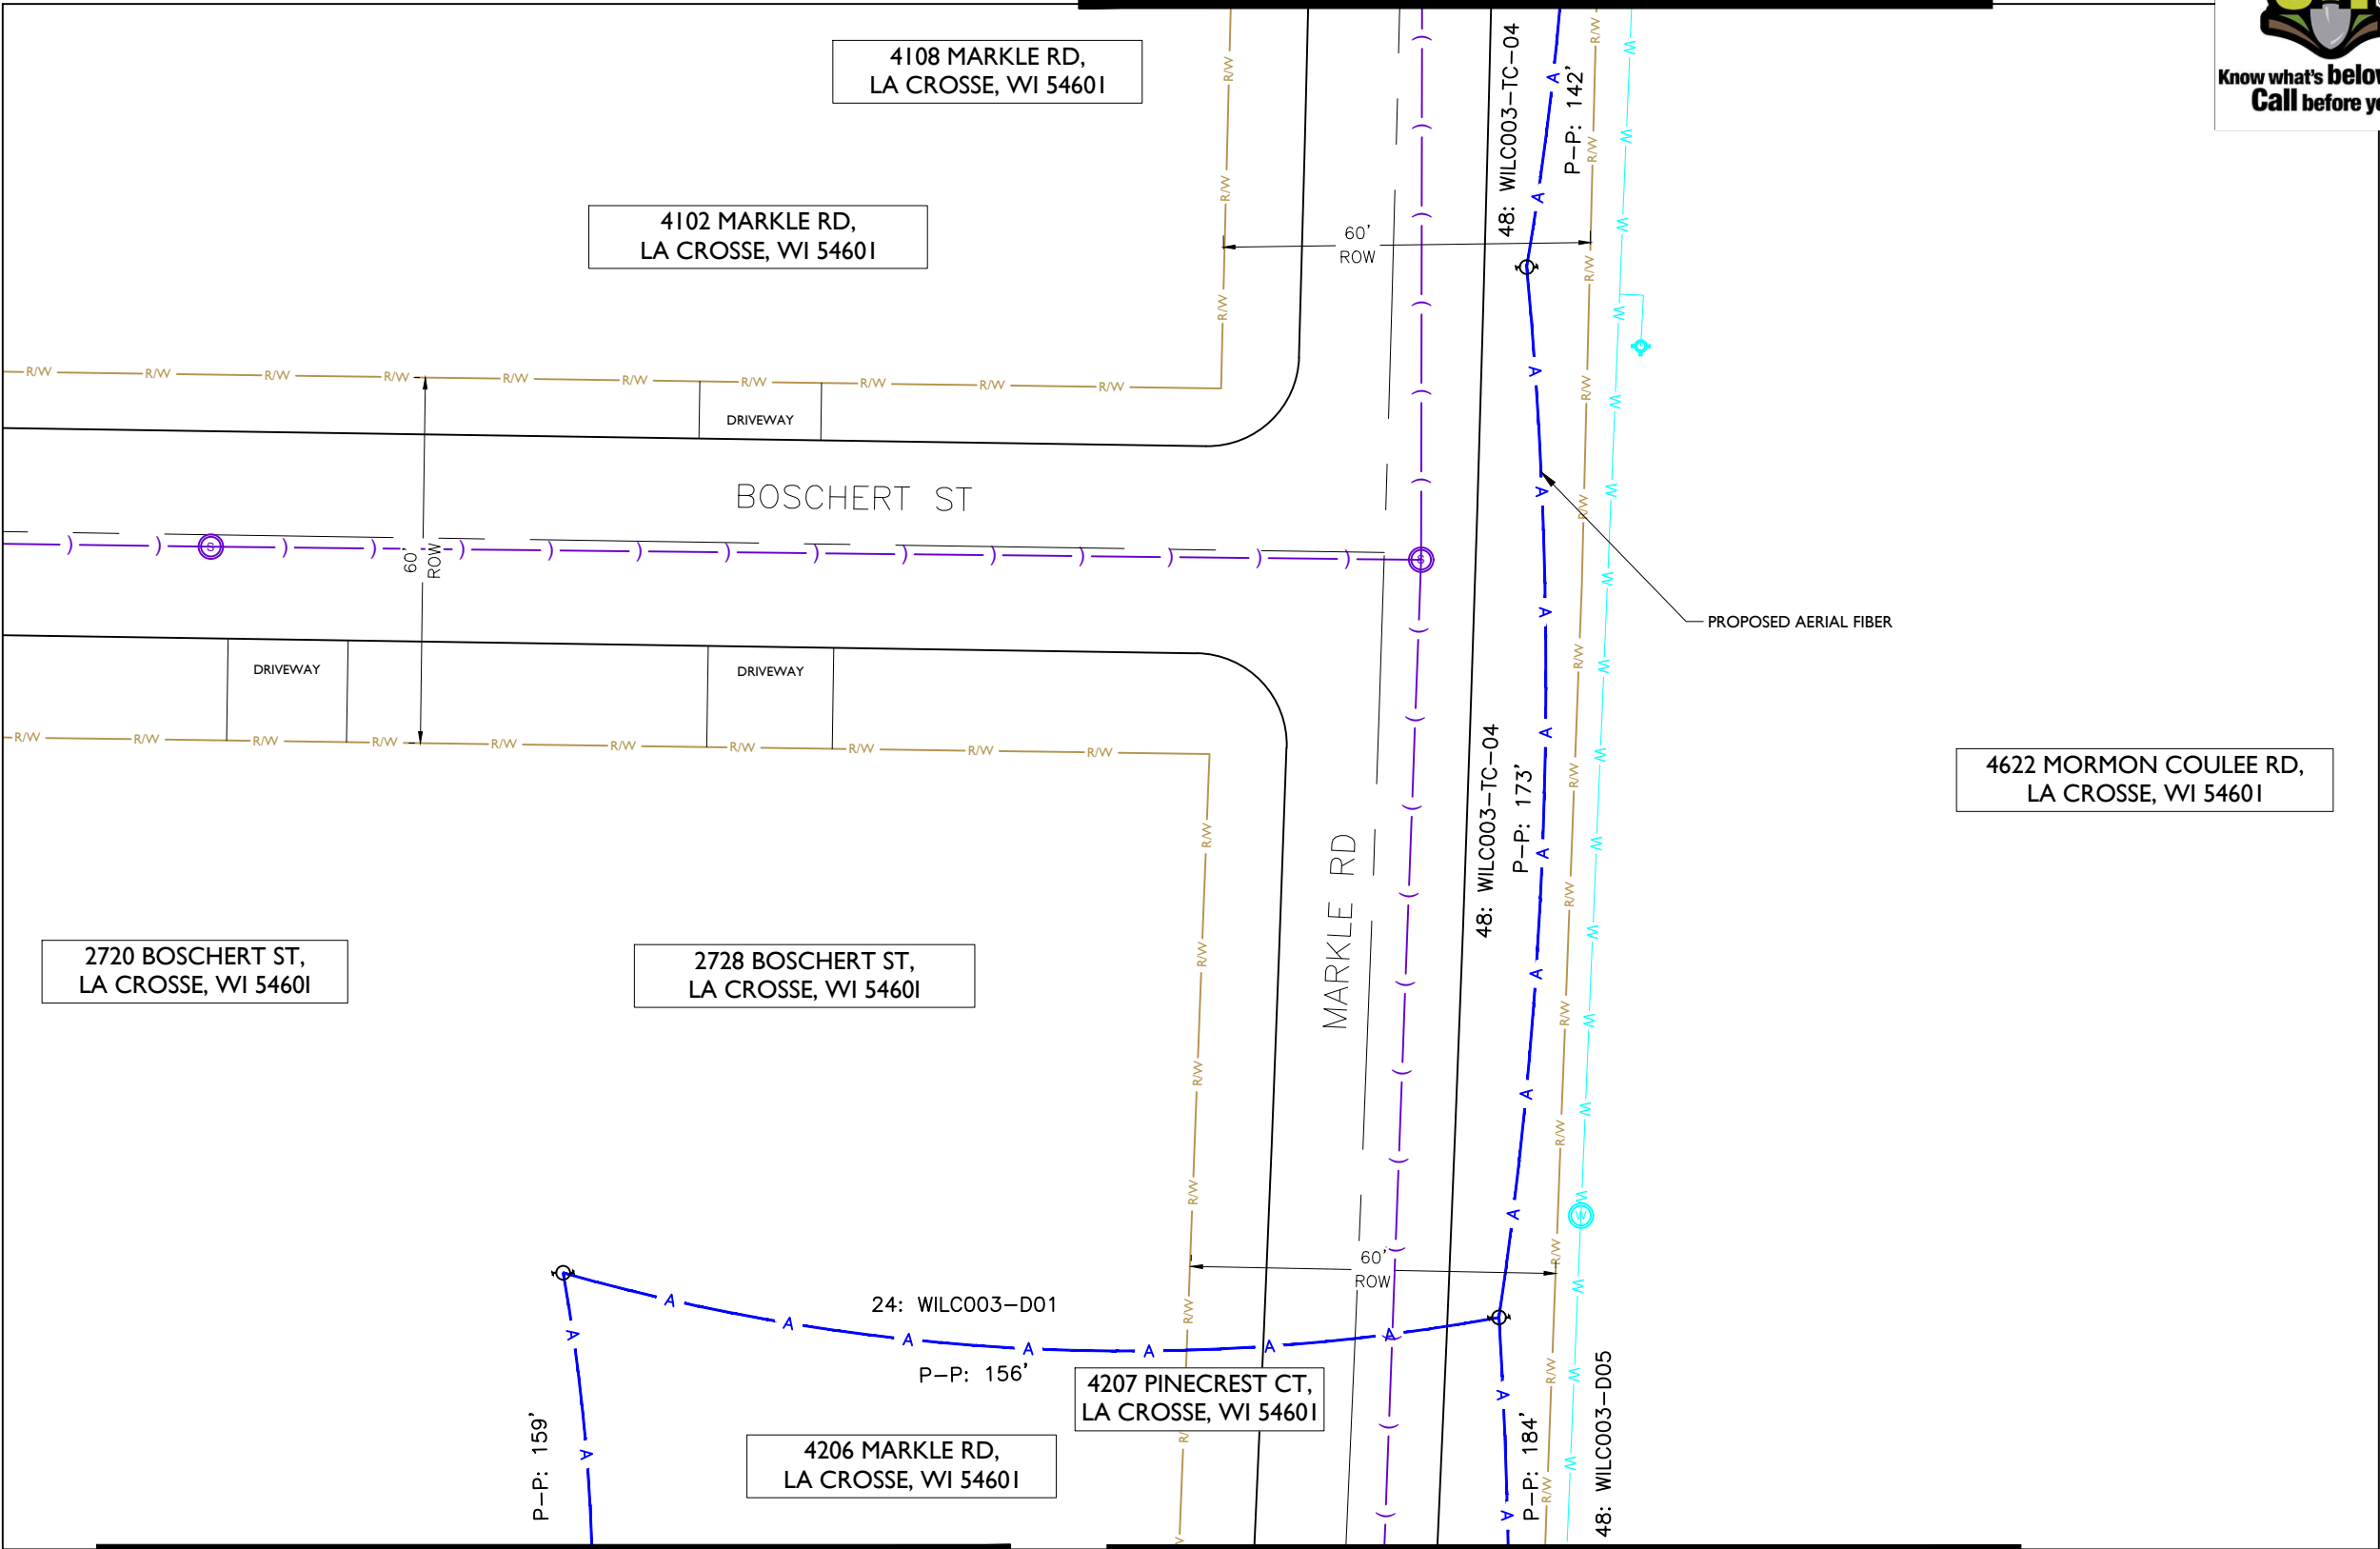 Know what's below
Call before
4108 MARKLE RD,
LA CROSSE, WI 54601
48: WILC003-TC-04
P-P: 142'
4102 MARKLE RD,
LA CROSSE, WI 54601
60'
ROW
DRIVEWAY
BOSCHERT ST
60'
ROW
PROPOSED AERIAL FIBER
DRIVEWAY
DRIVEWAY
4622 MORMON COULEE RD,
LA CROSSE, WI 54601
48: WILC003-TC-04
P-P: 173'
MARKLE RD
2720 BOSCHERT ST,
LA CROSSE, WI 54601
2728 BOSCHERT ST,
LA CROSSE, WI 54601
60'
ROW
24: WILC003-D01
P-P: 156'
4207 PINECREST CT,
LA CROSSE, WI 54601
P-P: 159'
4206 MARKLE RD,
LA CROSSE, WI 54601
P-P: 184'
48: WILC003-D05